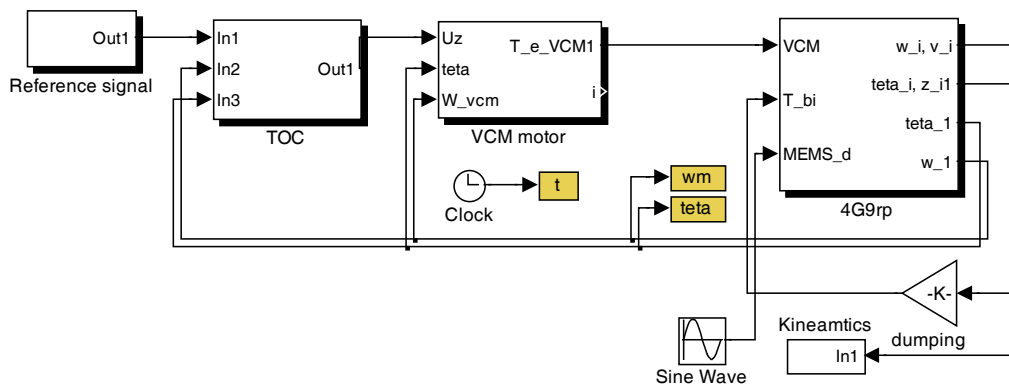 Out1
Reference signal
In1
In2
In3
Out1
TOC
Uz
teta
W_vcm
T_e_VCM1
i
VCM motor
VCM
T_bi
MEMS_d
w_i, v_i
teta_i, z_i1
teta_1
w_1
4G9rp
Clock
t
wm
teta
-K-
dumping
Sine Wave
Kineamtics
In1